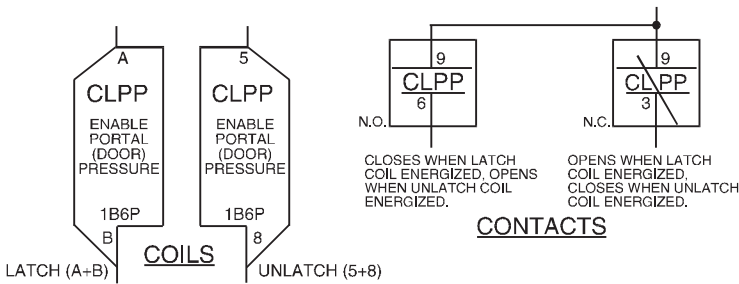 A
CLPP
ENABLE
PORTAL
(DOOR)
PRESSURE
1B6P
B
LATCH (A+B)
5
CLPP
ENABLE
PORTAL
(DOOR)
PRESSURE
1B6P
8
UNLATCH (5+8)
COILS
9
CLPP
6
N.O.
CLOSES WHEN LATCH
COIL ENERGIZED, OPENS
WHEN UNLATCH COIL
ENERGIZED.
9
CLPP
3
N.C.
OPENS WHEN LATCH
COIL ENERGIZED,
CLOSES WHEN UNLATCH
COIL ENERGIZED.
CONTACTS